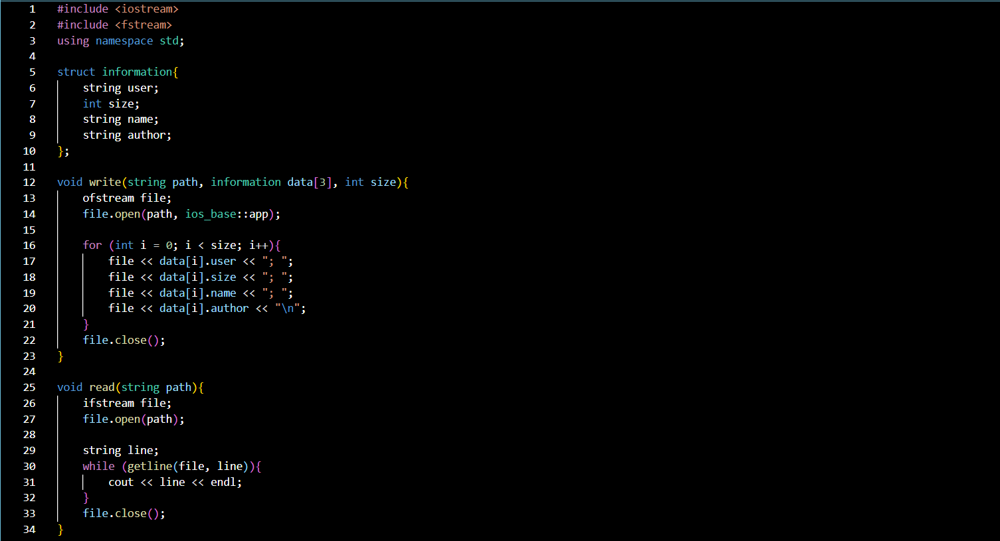 1 #include <iostream>
2 #include <fstream>
3 using namespace std;
4
5 struct information{
6     string user;
7     int size;
8     string name;
9     string author;
10 };
11
12 void write(string path, information data[3], int size){
13     ofstream file;
14     file.open(path, ios_base::app);
15
16     for (int i = 0; i < size; i++){
17         file << data[i].user << "; ";
18         file << data[i].size << "; ";
19         file << data[i].name << "; ";
20         file << data[i].author << "\n";
21     }
22     file.close();
23 }
24
25 void read(string path){
26     ifstream file;
27     file.open(path);
28
29     string line;
30     while (getline(file, line)){
31         cout << line << endl;
32     }
33     file.close();
34 }